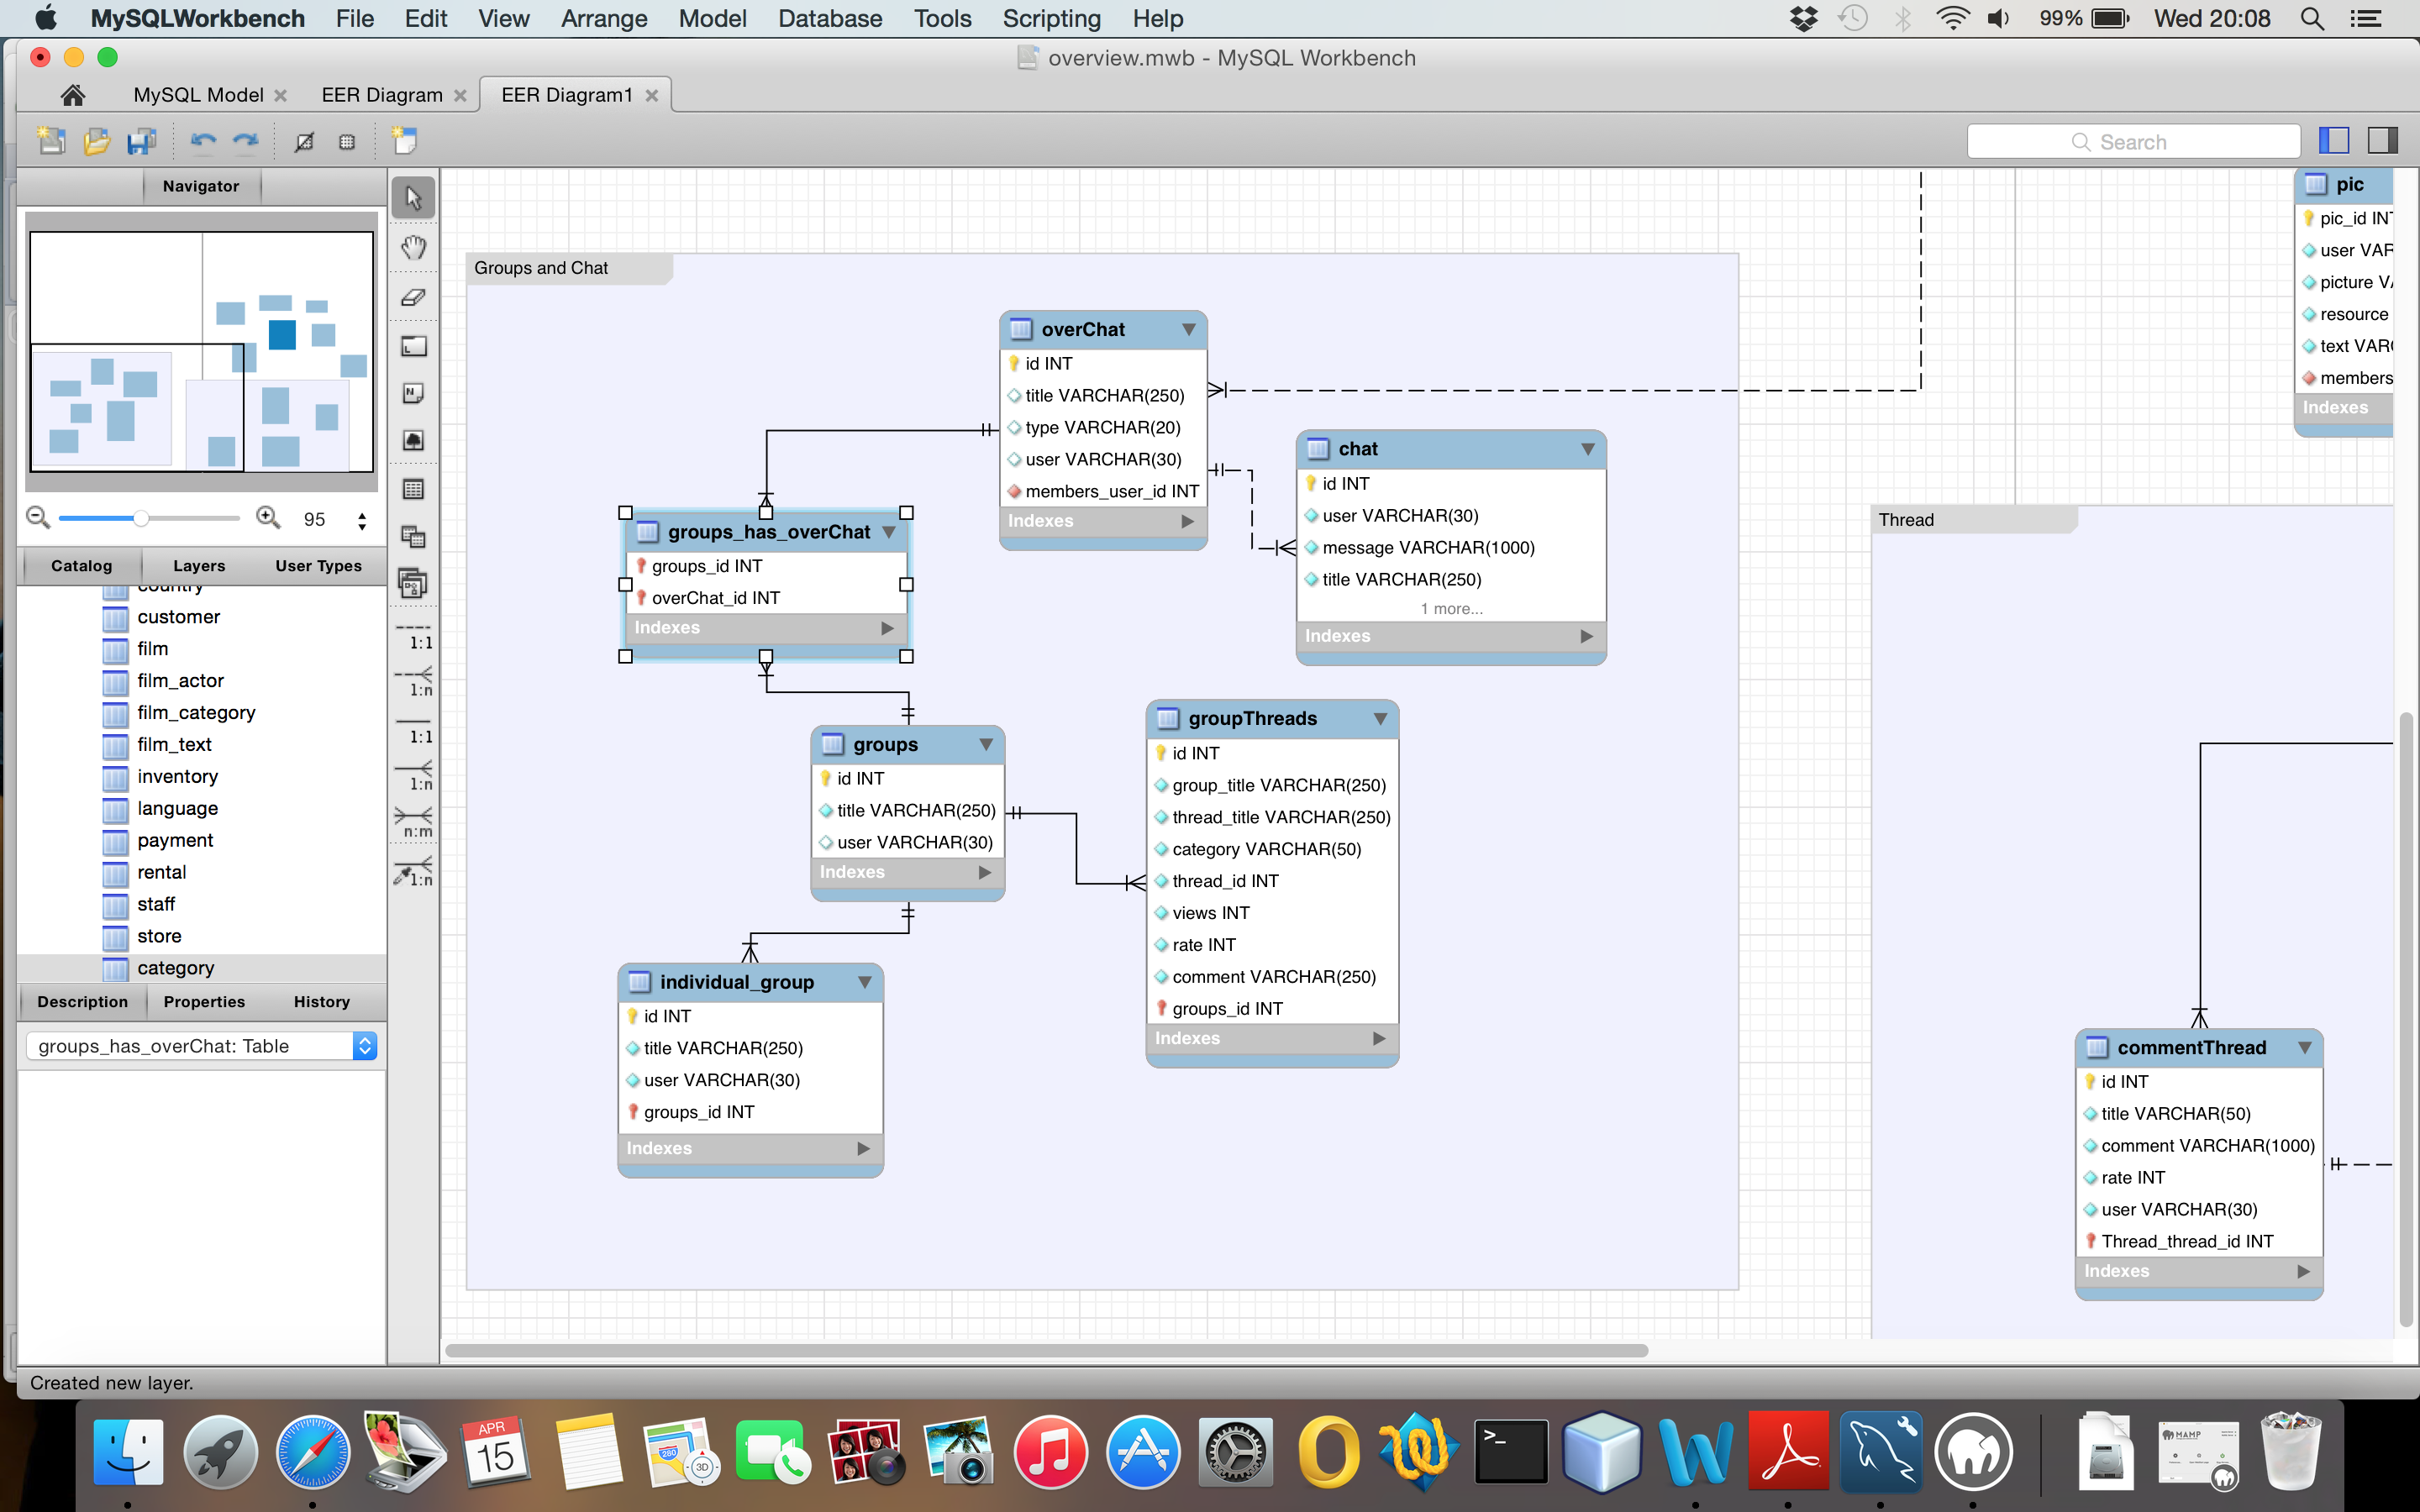 MySQLWorkbench File Edit View Arrange Model Database Tools Scripting Help 99% Wed 20:08
overview.mwb - MySQL Workbench
MySQL Model EER Diagram EER Diagram1
Search
Navigator
95
Catalog Layers User Types
country
customer
film
film_actor
film_category
film_text
inventory
language
payment
rental
staff
store
category
Description Properties History
groups_has_overChat: Table
1:1
1:n
1:1
1:n
n:m
1:n
Groups and Chat
overChat
id INT
title VARCHAR(250)
type VARCHAR(20)
user VARCHAR(30)
members_user_id INT
Indexes
chat
id INT
user VARCHAR(30)
message VARCHAR(1000)
title VARCHAR(250)
1 more...
Indexes
groups_has_overChat
groups_id INT
overChat_id INT
Indexes
groups
id INT
title VARCHAR(250)
user VARCHAR(30)
Indexes
groupThreads
id INT
group_title VARCHAR(250)
thread_title VARCHAR(250)
category VARCHAR(50)
thread_id INT
views INT
rate INT
comment VARCHAR(250)
groups_id INT
Indexes
individual_group
id INT
title VARCHAR(250)
user VARCHAR(30)
groups_id INT
Indexes
pic
pic_id INT
user VAR
picture VA
resource
text VARC
members
Indexes
Thread
commentThread
id INT
title VARCHAR(50)
comment VARCHAR(1000)
rate INT
user VARCHAR(30)
Thread_thread_id INT
Indexes
Created new layer.
APR
15
280
3D
>_
MAMP